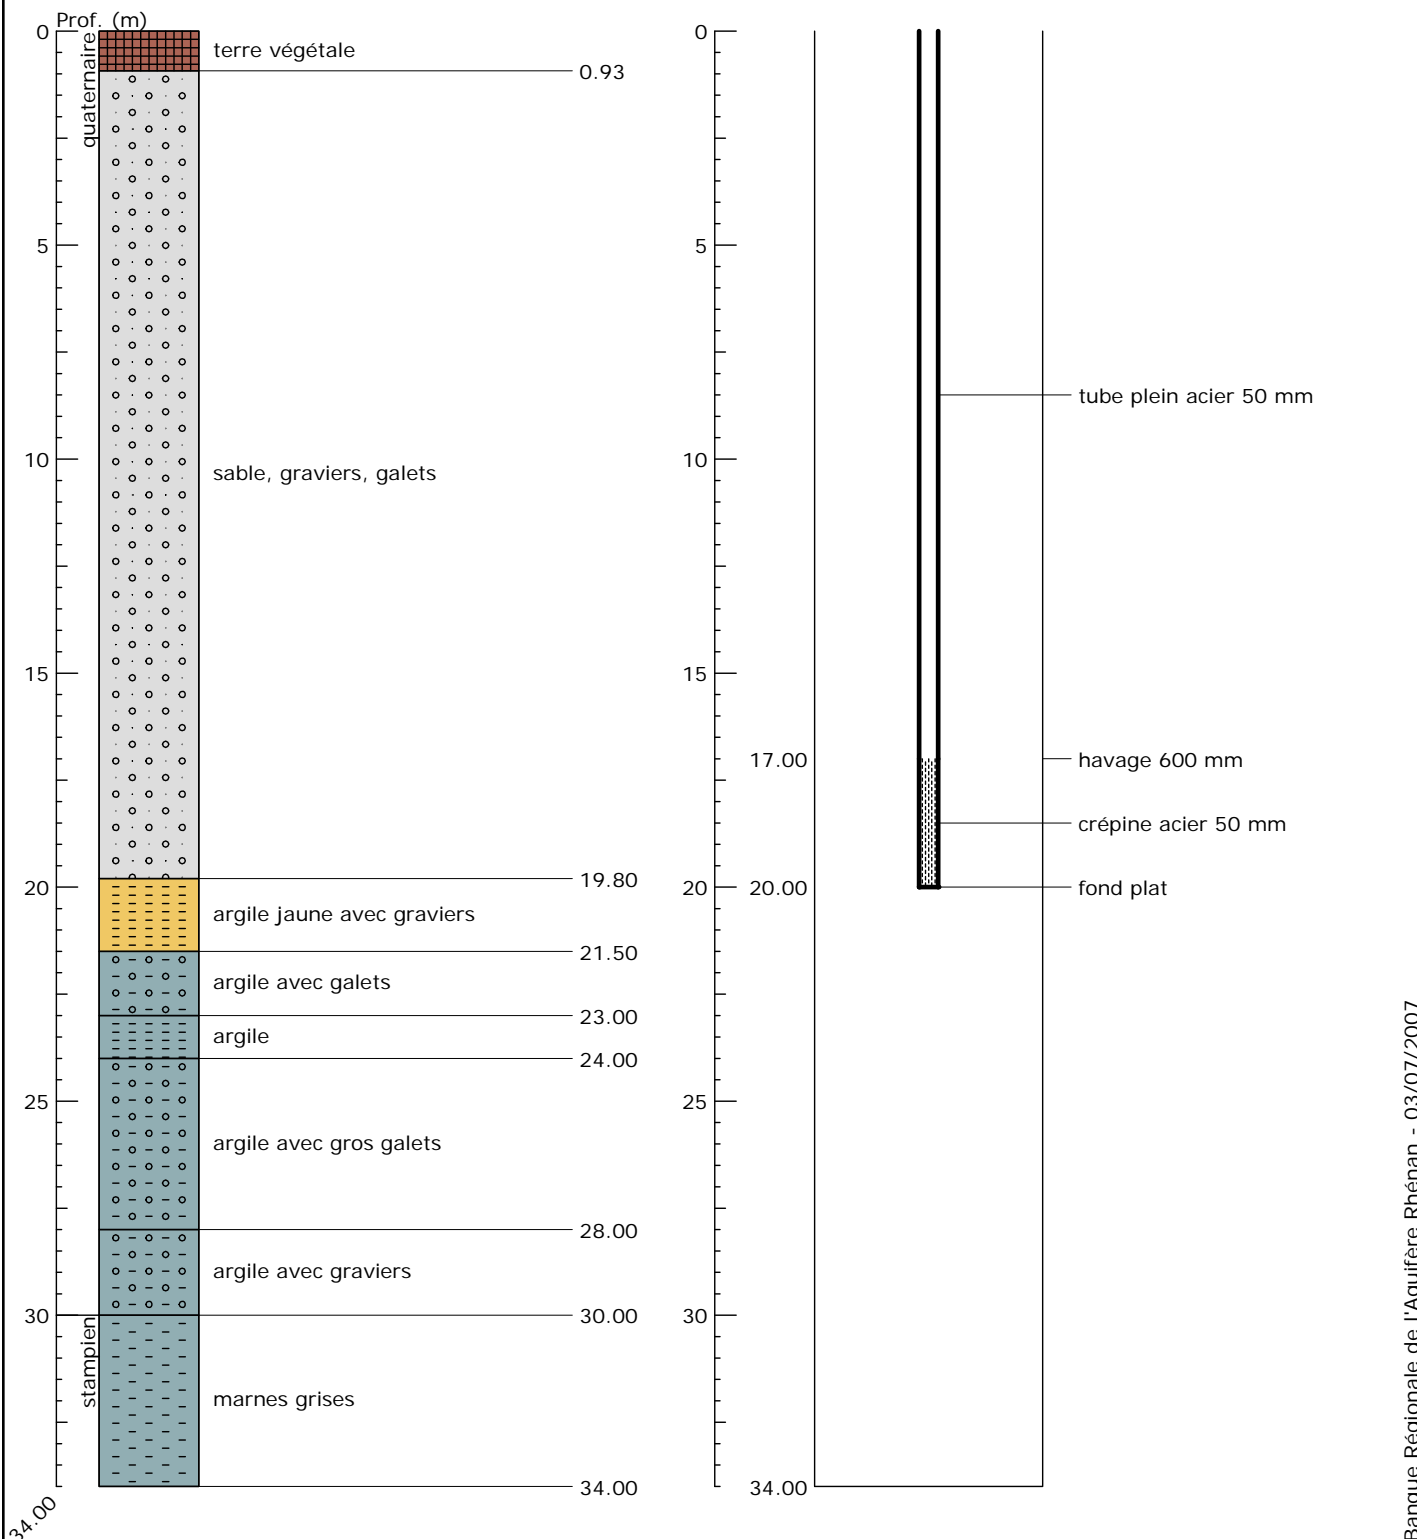 Prof. (m)
0
quaternaire
terre végétale
0.93
5
10
sable, graviers, galets
15
19.80
20
argile jaune avec graviers
21.50
argile avec galets
23.00
argile
24.00
25
argile avec gros galets
28.00
argile avec graviers
30
30.00
stampien
marnes grises
34.00
34.00
0
5
tube plein acier 50 mm
10
15
17.00
havage 600 mm
crépine acier 50 mm
20
20.00
fond plat
25
30
34.00
Banque Régionale de l'Aquifère Rhénan - 03/07/2007